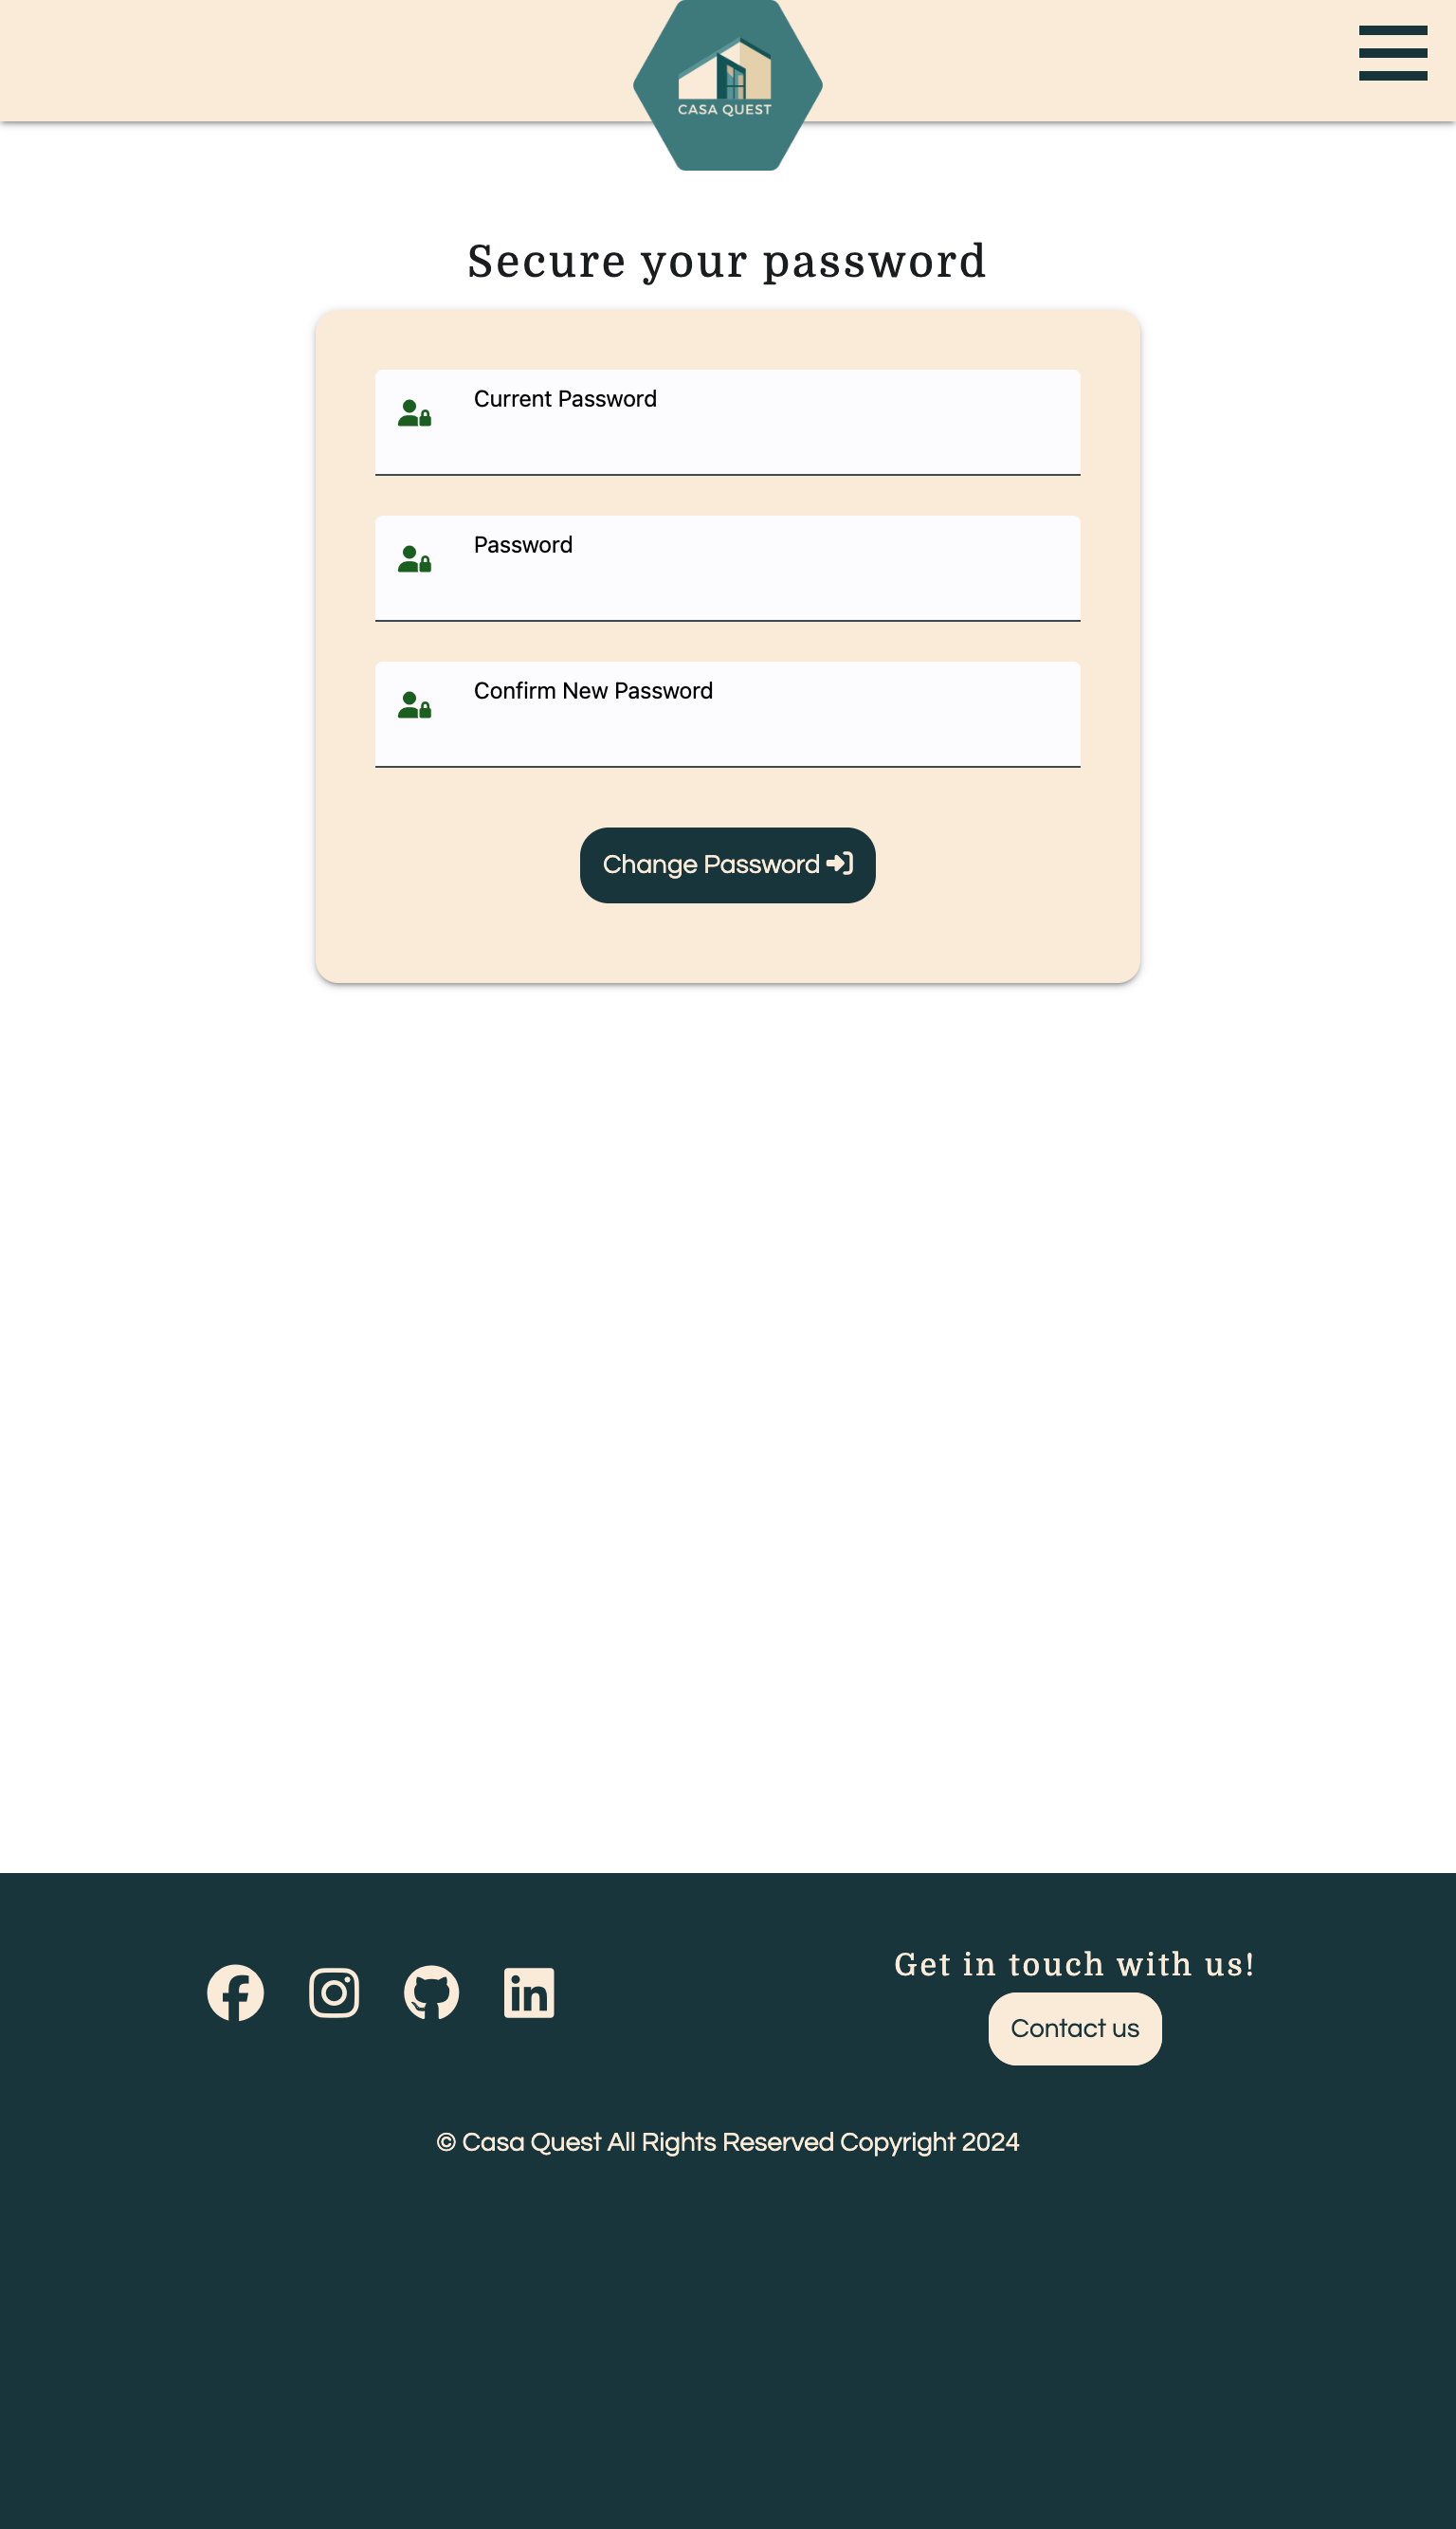 CASA QUEST
Secure your password
Current Password
Password
Confirm New Password
Change Password
Get in touch with us!
Contact us
© Casa Quest All Rights Reserved Copyright 2024